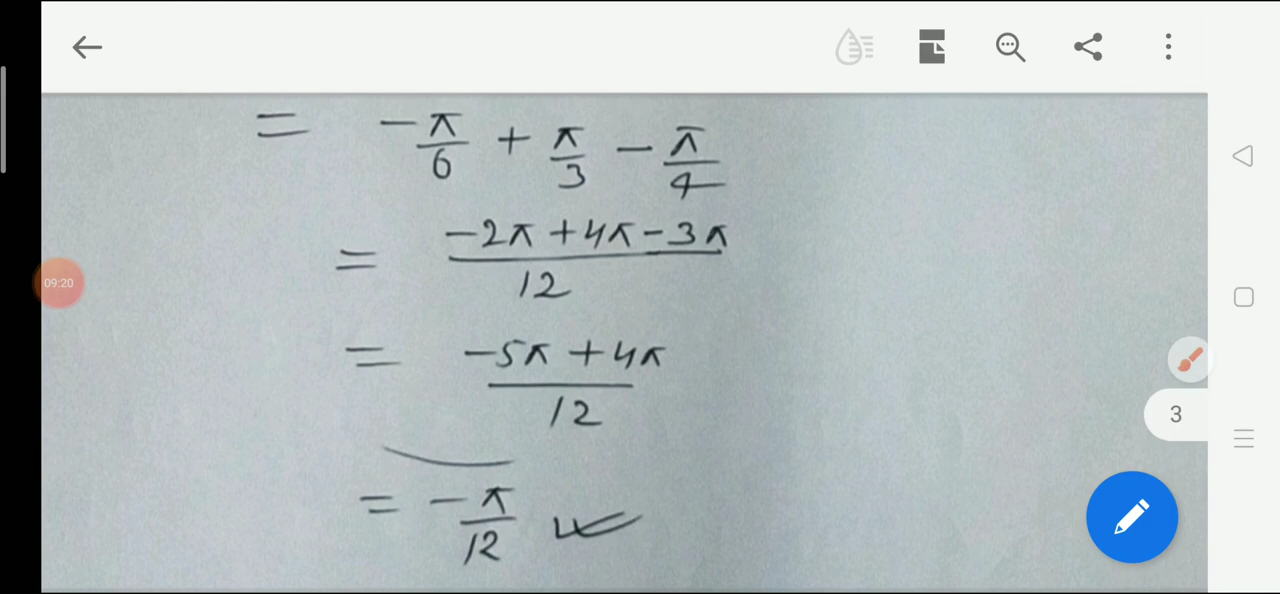 = -π/6 + π/3 - π/4
= -2π + 4π - 3π / 12
09:20
= -5π + 4π / 12
3
= -π/12